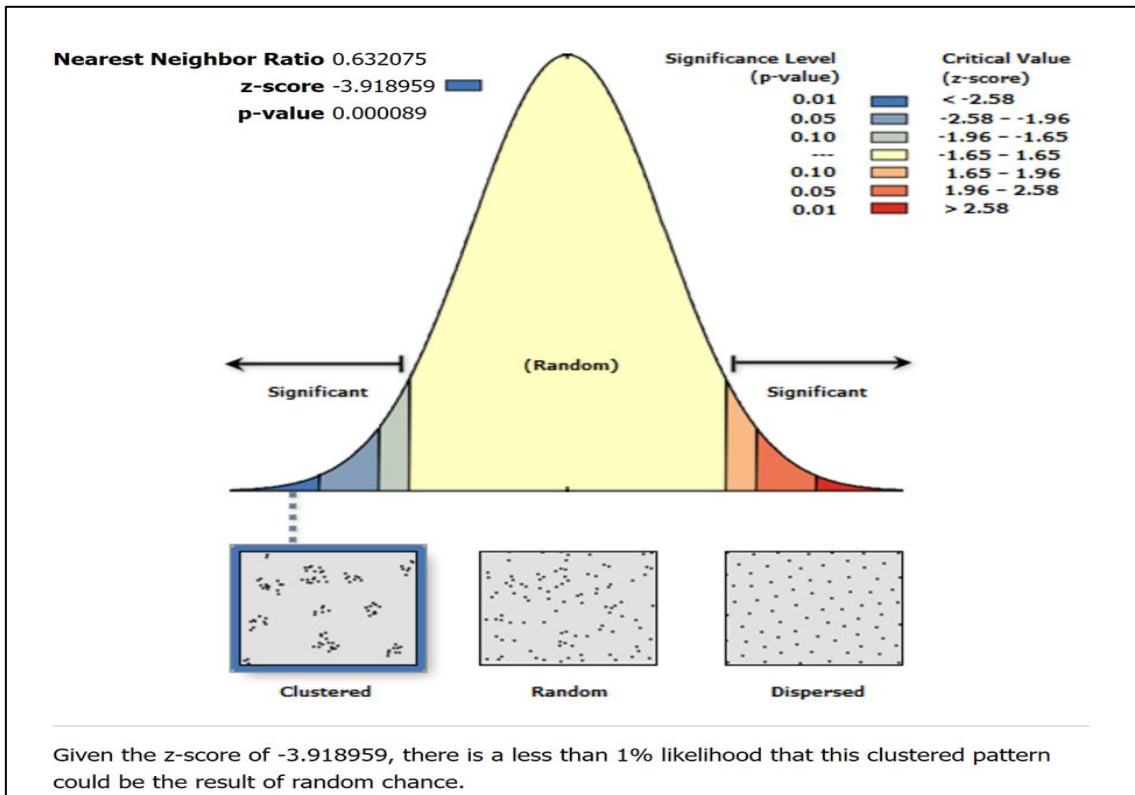 Nearest Neighbor Ratio 0.632075
z-score -3.918959
p-value 0.000089
Significance Level Critical Value
(p-value) (z-score)
0.01 < -2.58
0.05 -2.58 – -1.96
0.10 -1.96 – -1.65
--- -1.65 – 1.65
0.10 1.65 – 1.96
0.05 1.96 – 2.58
0.01 > 2.58
(Random)
Significant Significant
Clustered Random Dispersed
Given the z-score of -3.918959, there is a less than 1% likelihood that this clustered pattern
could be the result of random chance.